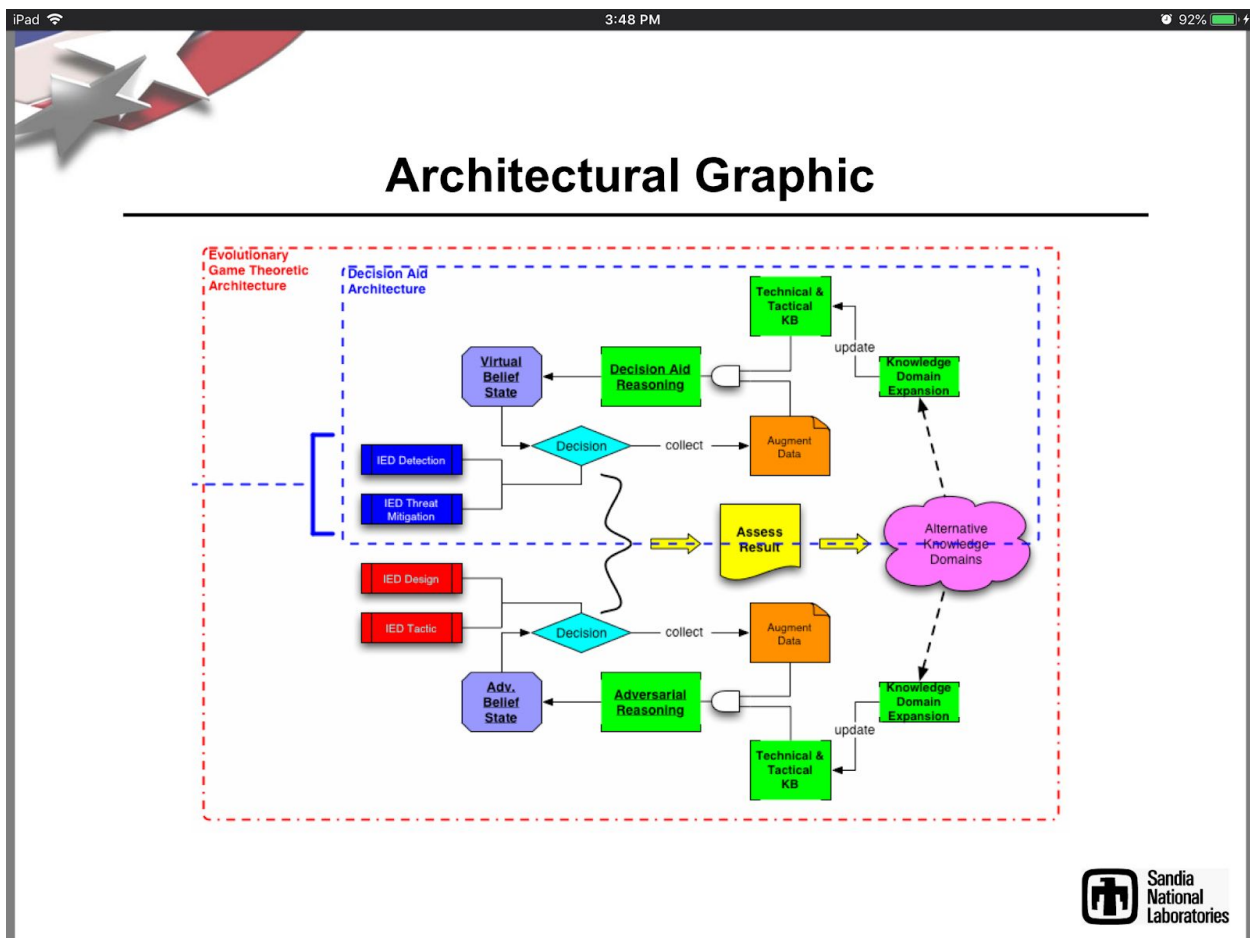 iPad
3:48 PM
92%
Architectural Graphic
Evolutionary
Game Theoretic
Architecture
Decision Aid
Architecture
Technical &
Tactical
KB
update
Knowledge
Domain
Expansion
Virtual
Belief
State
Decision Aid
Reasoning
Decision
collect
Augment
Data
IED Detection
IED Threat
Mitigation
Assess
Result
Alternative
Knowledge
Domains
IED Design
IED Tactic
Decision
collect
Augment
Data
Adv.
Belief
State
Adversarial
Reasoning
Knowledge
Domain
Expansion
update
Technical &
Tactical
KB
Sandia
National
Laboratories